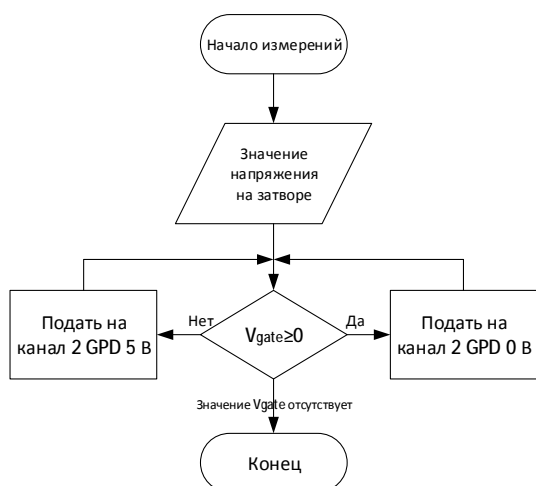 Начало измерений
Значение
напряжения
на затворе
Нет
Да
Подать на
канал 2 GPD 5 В
Vgate≥0
Подать на
канал 2 GPD 0 В
Значение Vgate отсутствует
Конец